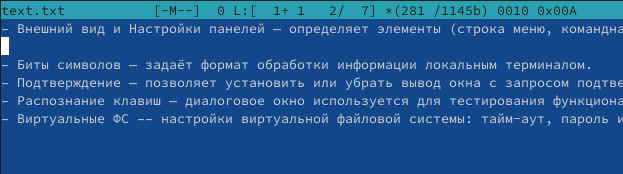 text.txt [-M--] 0 L:[ 1+ 1 2/ 7] *(281 /1145b) 0010 0x00A
- Внешний вид и Настройки панелей — определяет элементы (строка меню, команднa
- Биты символов — задаёт формат обработки информации локальным терминалом.
- Подтверждение — позволяет установить или убрать вывод окна с запросом подтве
- Распознание клавиш — диалоговое окно используется для тестирования функциона
- Виртуальные ФС -- настройки виртуальной файловой системы: тайм-аут, пароль и